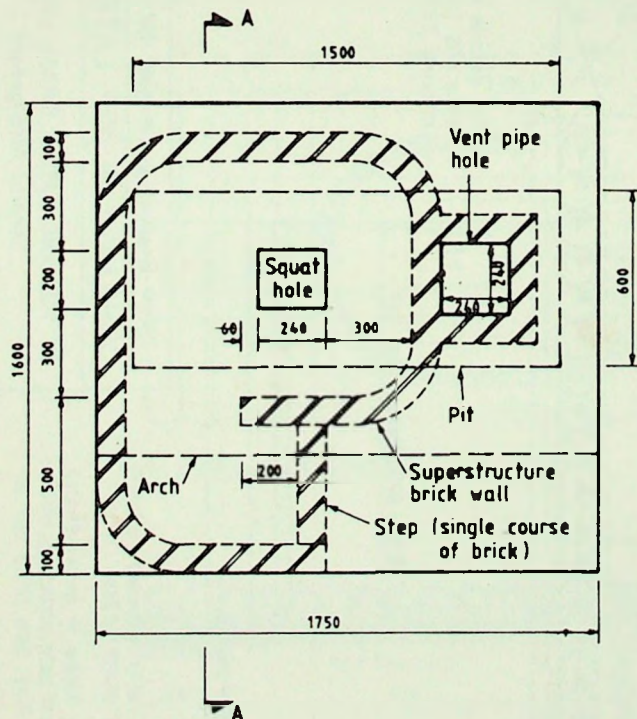 A
1500
Vent pipe
hole
100
300
200
300
500
100
1600
Squat
hole
240
240
600
60
240
300
Pit
Arch
200
Superstructure
brick wall
Step (single course
of brick)
1750
A